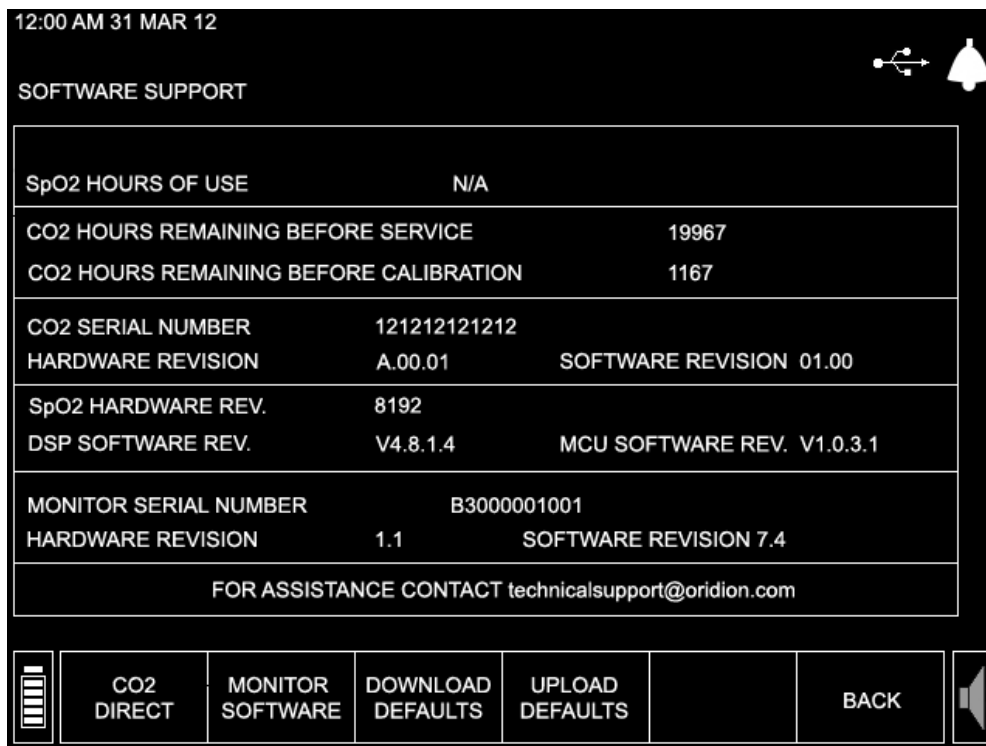 12:00 AM 31 MAR 12
SOFTWARE SUPPORT
SpO2 HOURS OF USE N/A
CO2 HOURS REMAINING BEFORE SERVICE 19967
CO2 HOURS REMAINING BEFORE CALIBRATION 1167
CO2 SERIAL NUMBER 121212121212
HARDWARE REVISION A.00.01 SOFTWARE REVISION 01.00
SpO2 HARDWARE REV. 8192
DSP SOFTWARE REV. V4.8.1.4 MCU SOFTWARE REV. V1.0.3.1
MONITOR SERIAL NUMBER B3000001001
HARDWARE REVISION 1.1 SOFTWARE REVISION 7.4
FOR ASSISTANCE CONTACT technicalsupport@oridion.com
CO2 DIRECT
MONITOR SOFTWARE
DOWNLOAD DEFAULTS
UPLOAD DEFAULTS
BACK